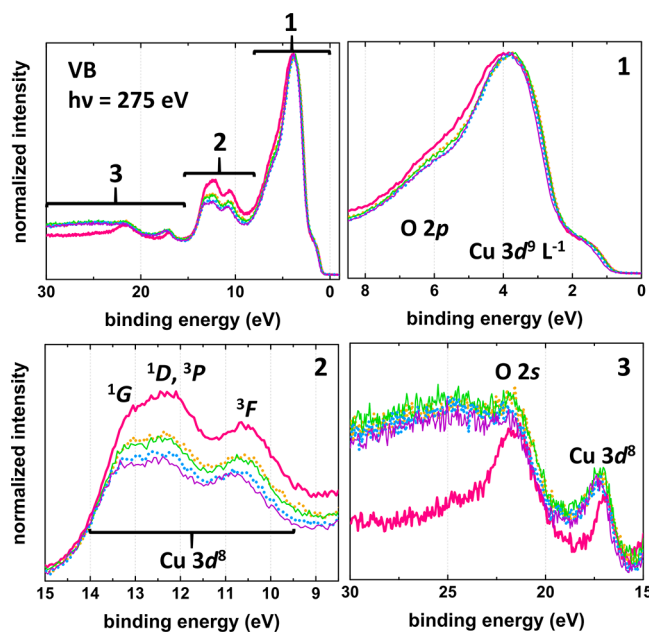 1
VB
hν = 275 eV
2
3
normalized intensity
30 20 10 0
binding energy (eV)
1
O 2p
Cu 3d⁹ L⁻¹
8 6 4 2 0
binding energy (eV)
2
¹D, ³P
¹G
³F
Cu 3d⁸
normalized intensity
15 14 13 12 11 10 9
binding energy (eV)
3
O 2s
Cu 3d⁸
30 25 20 15
binding energy (eV)